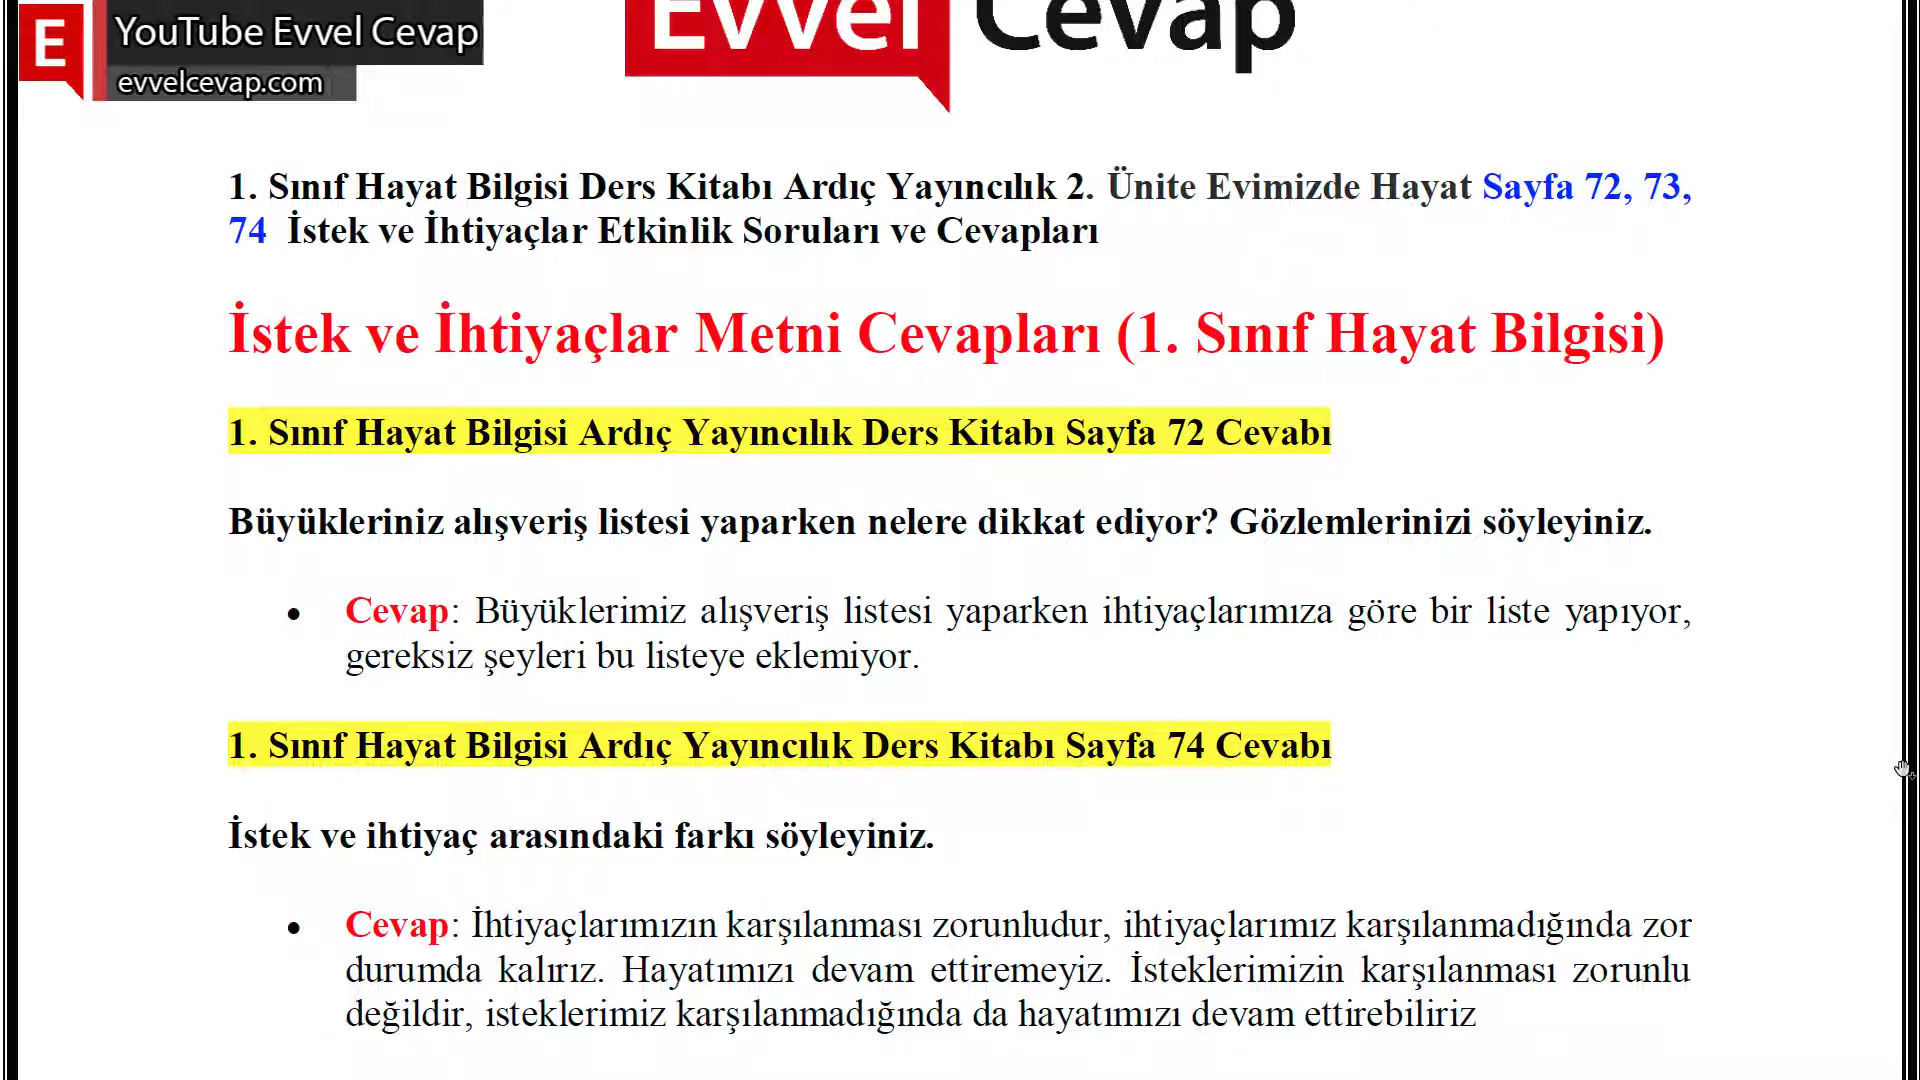 E
YouTube Evvel Cevap
evvelcevap.com
Evvel Cevap
1. Sınıf Hayat Bilgisi Ders Kitabı Ardıç Yayıncılık 2. Ünite Evimizde Hayat Sayfa 72, 73,
74 İstek ve İhtiyaçlar Etkinlik Soruları ve Cevapları
İstek ve İhtiyaçlar Metni Cevapları (1. Sınıf Hayat Bilgisi)
1. Sınıf Hayat Bilgisi Ardıç Yayıncılık Ders Kitabı Sayfa 72 Cevabı
Büyükleriniz alışveriş listesi yaparken nelere dikkat ediyor? Gözlemlerinizi söyleyiniz.
• Cevap: Büyüklerimiz alışveriş listesi yaparken ihtiyaçlarımıza göre bir liste yapıyor,
gereksiz şeyleri bu listeye eklemiyor.
1. Sınıf Hayat Bilgisi Ardıç Yayıncılık Ders Kitabı Sayfa 74 Cevabı
İstek ve ihtiyaç arasındaki farkı söyleyiniz.
• Cevap: İhtiyaçlarımızın karşılanması zorunludur, ihtiyaçlarımız karşılanmadığında zor
durumda kalırız. Hayatımızı devam ettiremeyiz. İsteklerimizin karşılanması zorunlu
değildir, isteklerimiz karşılanmadığında da hayatımızı devam ettirebiliriz